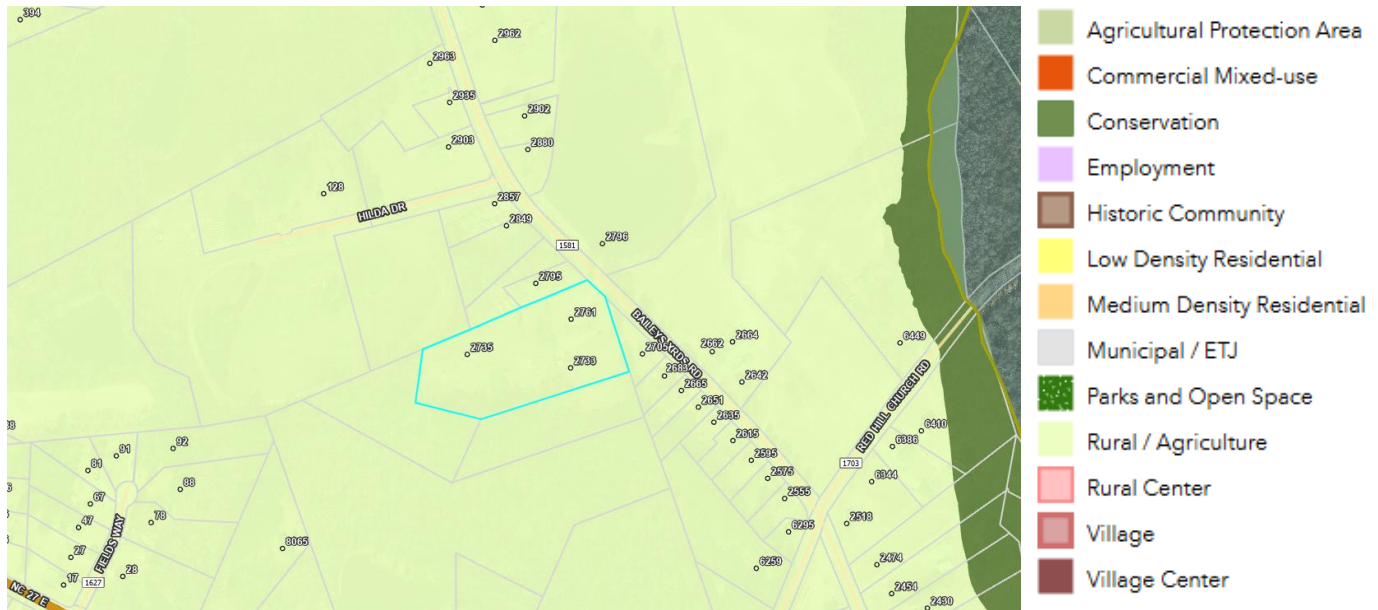 394
2962
2963
2935
2902
2903
2880
128
HILDA DR
2857
2849
1581
2796
2795
2761
BAILEYS XRDS RD
2735
2733
2705
2662
2664
2683
2665
2642
2651
2635
2615
2595
2575
2555
6449
RED HILL CHURCH RD
6410
6386
1703
6344
2518
6295
6259
2474
2454
2430
92
91
81
88
67
47
78
27
FIELDS WAY
28
17
1627
8065
NC 27 E
Agricultural Protection Area
Commercial Mixed-use
Conservation
Employment
Historic Community
Low Density Residential
Medium Density Residential
Municipal / ETJ
Parks and Open Space
Rural / Agriculture
Rural Center
Village
Village Center